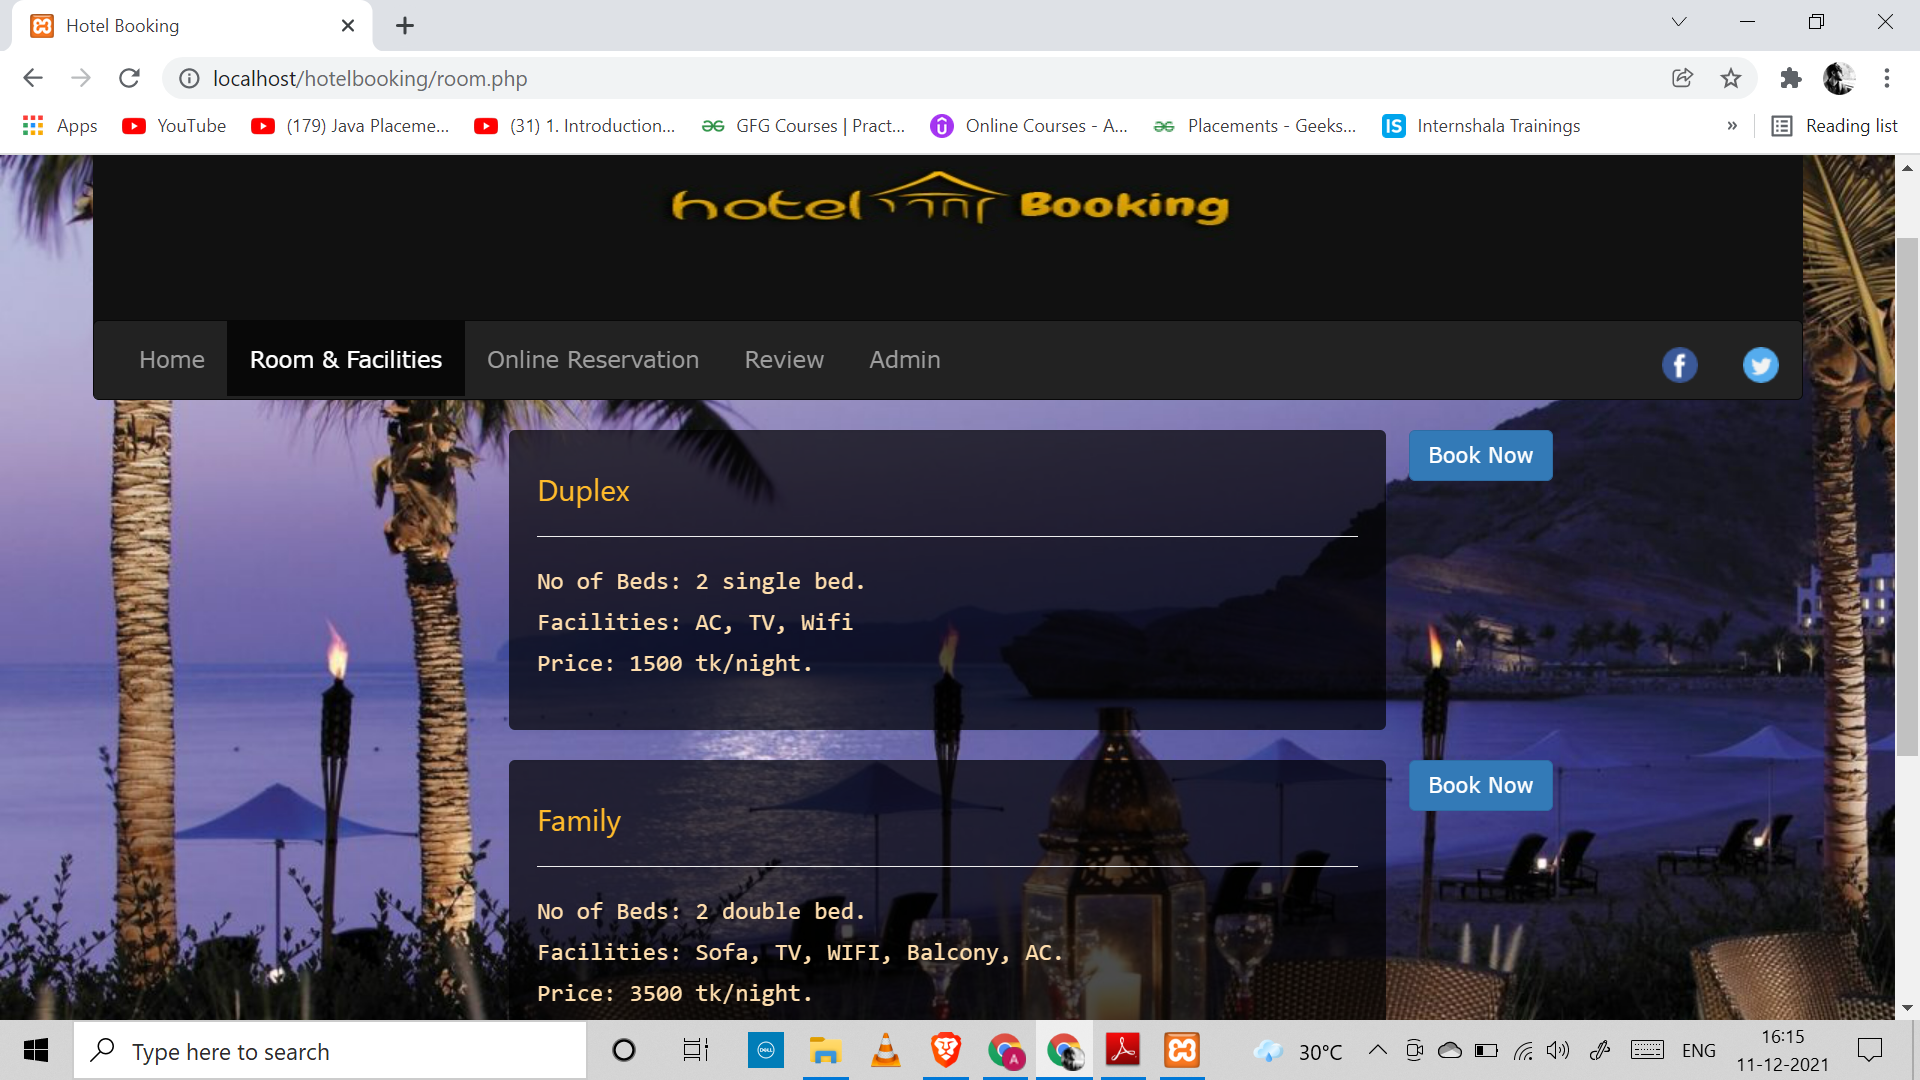 Hotel Booking
localhost/hotelbooking/room.php
Apps YouTube (179) Java Placeme... (31) 1. Introduction... GFG Courses | Pract... Online Courses - A... Placements - Geeks... IS Internshala Trainings » Reading list
hotel Booking
Home Room & Facilities Online Reservation Review Admin
Book Now
Duplex
No of Beds: 2 single bed.
Facilities: AC, TV, Wifi
Price: 1500 tk/night.
Book Now
Family
No of Beds: 2 double bed.
Facilities: Sofa, TV, WIFI, Balcony, AC.
Price: 3500 tk/night.
Type here to search
DELL
A
30°C
ENG
16:15
11-12-2021